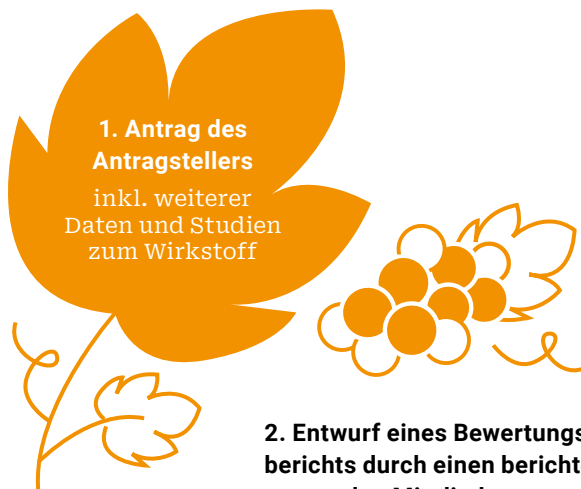 1. Antrag des
Antragstellers
inkl. weiterer
Daten und Studien
zum Wirkstoff
2. Entwurf eines Bewertungs
berichts durch einen bericht